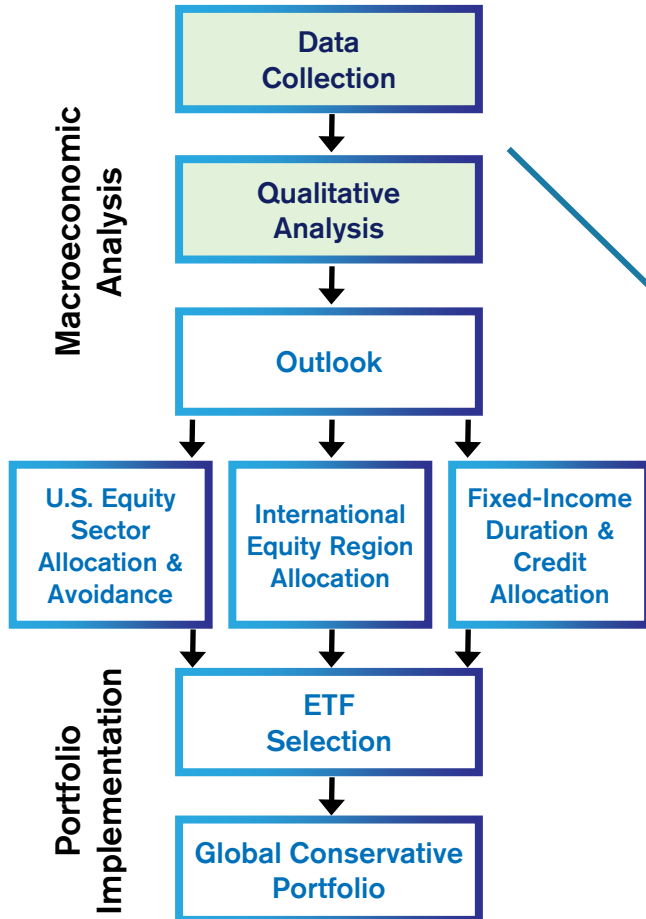 Macroeconomic
Analysis
Data
Collection
Qualitative
Analysis
Outlook
U.S. Equity
Sector
Allocation &
Avoidance
International
Equity Region
Allocation
Fixed-Income
Duration &
Credit
Allocation
Portfolio
Implementation
ETF
Selection
Global Conservative
Portfolio